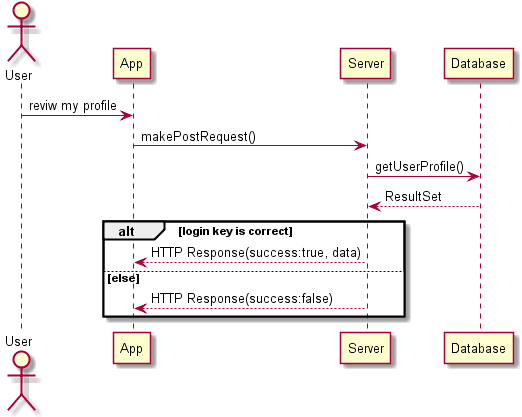 User
App
Server
Database
reviw my profile
makePostRequest()
getUserProfile()
ResultSet
alt [login key is correct]
HTTP Response(success:true, data)
[else]
HTTP Response(success:false)
User
App
Server
Database